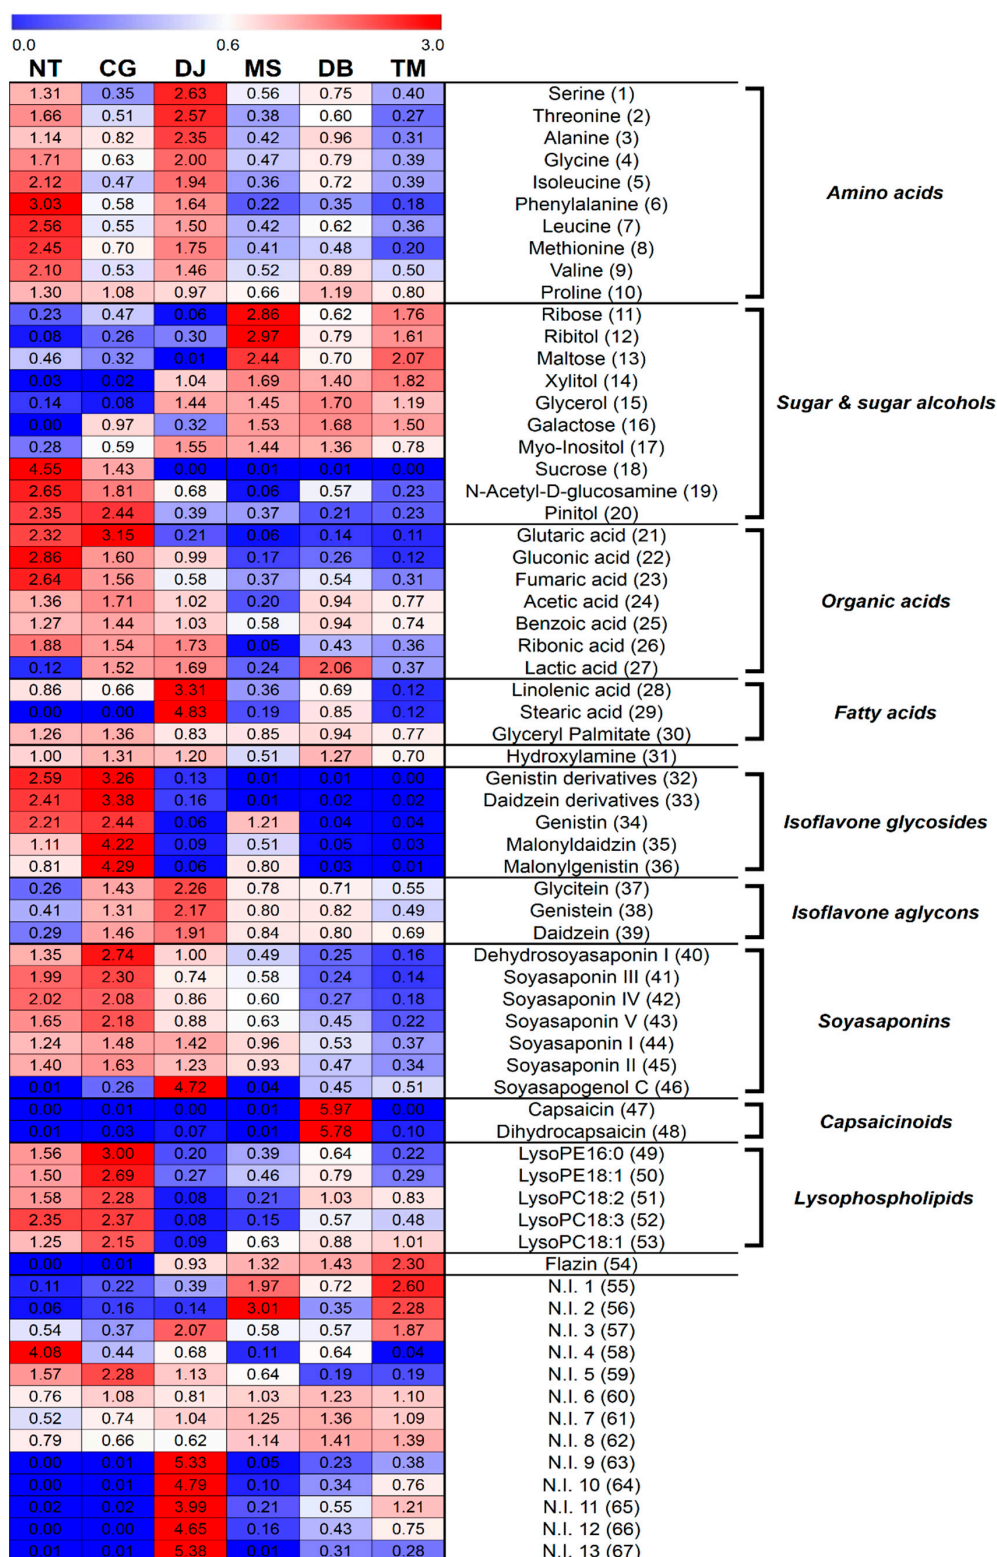 0.0 0.6 3.0
NT CG DJ MS DB TM
1.31 0.35 2.63 0.56 0.75 0.40 Serine (1)
1.66 0.51 2.57 0.38 0.60 0.27 Threonine (2)
1.14 0.82 2.35 0.42 0.96 0.31 Alanine (3)
1.71 0.63 2.00 0.47 0.79 0.39 Glycine (4)
2.12 0.47 1.94 0.36 0.72 0.39 Isoleucine (5)
Amino acids
3.03 0.58 1.64 0.22 0.35 0.18 Phenylalanine (6)
2.56 0.55 1.50 0.42 0.62 0.36 Leucine (7)
2.45 0.70 1.75 0.41 0.48 0.20 Methionine (8)
2.10 0.53 1.46 0.52 0.89 0.50 Valine (9)
1.30 1.08 0.97 0.66 1.19 0.80 Proline (10)
0.23 0.47 0.06 2.86 0.62 1.76 Ribose (11)
0.08 0.26 0.30 2.97 0.79 1.61 Ribitol (12)
0.46 0.32 0.01 2.44 0.70 2.07 Maltose (13)
0.03 0.02 1.04 1.69 1.40 1.82 Xylitol (14)
0.14 0.08 1.44 1.45 1.70 1.19 Glycerol (15) Sugar & sugar alcohols
0.00 0.97 0.32 1.53 1.68 1.50 Galactose (16)
0.28 0.59 1.55 1.44 1.36 0.78 Myo-Inositol (17)
4.55 1.43 0.00 0.01 0.01 0.00 Sucrose (18)
2.65 1.81 0.68 0.06 0.57 0.23 N-Acetyl-D-glucosamine (19)
2.35 2.44 0.39 0.37 0.21 0.23 Pinitol (20)
2.32 3.15 0.21 0.06 0.14 0.11 Glutaric acid (21)
2.86 1.60 0.99 0.17 0.26 0.12 Gluconic acid (22)
2.64 1.56 0.58 0.37 0.54 0.31 Fumaric acid (23)
1.36 1.71 1.02 0.20 0.94 0.77 Acetic acid (24) Organic acids
1.27 1.44 1.03 0.58 0.94 0.74 Benzoic acid (25)
1.88 1.54 1.73 0.05 0.43 0.36 Ribonic acid (26)
0.12 1.52 1.69 0.24 2.06 0.37 Lactic acid (27)
0.86 0.66 3.31 0.36 0.69 0.12 Linolenic acid (28)
0.00 0.00 4.83 0.19 0.85 0.12 Stearic acid (29) Fatty acids
1.26 1.36 0.83 0.85 0.94 0.77 Glyceryl Palmitate (30)
1.00 1.31 1.20 0.51 1.27 0.70 Hydroxylamine (31)
2.59 3.26 0.13 0.01 0.01 0.00 Genistin derivatives (32)
2.41 3.38 0.16 0.01 0.02 0.02 Daidzein derivatives (33)
2.21 2.44 0.06 1.21 0.04 0.04 Genistin (34) Isoflavone glycosides
1.11 4.22 0.09 0.51 0.05 0.03 Malonyldaidzin (35)
0.81 4.29 0.06 0.80 0.03 0.01 Malonylgenistin (36)
0.26 1.43 2.26 0.78 0.71 0.55 Glycitein (37)
0.41 1.31 2.17 0.80 0.82 0.49 Genistein (38) Isoflavone aglycons
0.29 1.46 1.91 0.84 0.80 0.69 Daidzein (39)
1.35 2.74 1.00 0.49 0.25 0.16 Dehydrosoyasaponin I (40)
1.99 2.30 0.74 0.58 0.24 0.14 Soyasaponin III (41)
2.02 2.08 0.86 0.60 0.27 0.18 Soyasaponin IV (42)
1.65 2.18 0.88 0.63 0.45 0.22 Soyasaponin V (43) Soyasaponins
1.24 1.48 1.42 0.96 0.53 0.37 Soyasaponin I (44)
1.40 1.63 1.23 0.93 0.47 0.34 Soyasaponin II (45)
0.01 0.26 4.72 0.04 0.45 0.51 Soyasapogenol C (46)
0.00 0.01 0.00 0.01 5.97 0.00 Capsaicin (47)
Capsaicinoids
0.01 0.03 0.07 0.01 5.78 0.10 Dihydrocapsaicin (48)
1.56 3.00 0.20 0.39 0.64 0.22 LysoPE16:0 (49)
1.50 2.69 0.27 0.46 0.79 0.29 LysoPE18:1 (50)
1.58 2.28 0.08 0.21 1.03 0.83 LysoPC18:2 (51) Lysophospholipids
2.35 2.37 0.08 0.15 0.57 0.48 LysoPC18:3 (52)
1.25 2.15 0.09 0.63 0.88 1.01 LysoPC18:1 (53)
0.00 0.01 0.93 1.32 1.43 2.30 Flazin (54)
0.11 0.22 0.39 1.97 0.72 2.60 N.I. 1 (55)
0.06 0.16 0.14 3.01 0.35 2.28 N.I. 2 (56)
0.54 0.37 2.07 0.58 0.57 1.87 N.I. 3 (57)
4.08 0.44 0.68 0.11 0.64 0.04 N.I. 4 (58)
1.57 2.28 1.13 0.64 0.19 0.19 N.I. 5 (59)
0.76 1.08 0.81 1.03 1.23 1.10 N.I. 6 (60)
0.52 0.74 1.04 1.25 1.36 1.09 N.I. 7 (61)
0.79 0.66 0.62 1.14 1.41 1.39 N.I. 8 (62)
0.00 0.01 5.33 0.05 0.23 0.38 N.I. 9 (63)
0.00 0.01 4.79 0.10 0.34 0.76 N.I. 10 (64)
0.02 0.02 3.99 0.21 0.55 1.21 N.I. 11 (65)
0.00 0.00 4.65 0.16 0.43 0.75 N.I. 12 (66)
0.01 0.01 5.38 0.01 0.31 0.28 N.I. 13 (67)